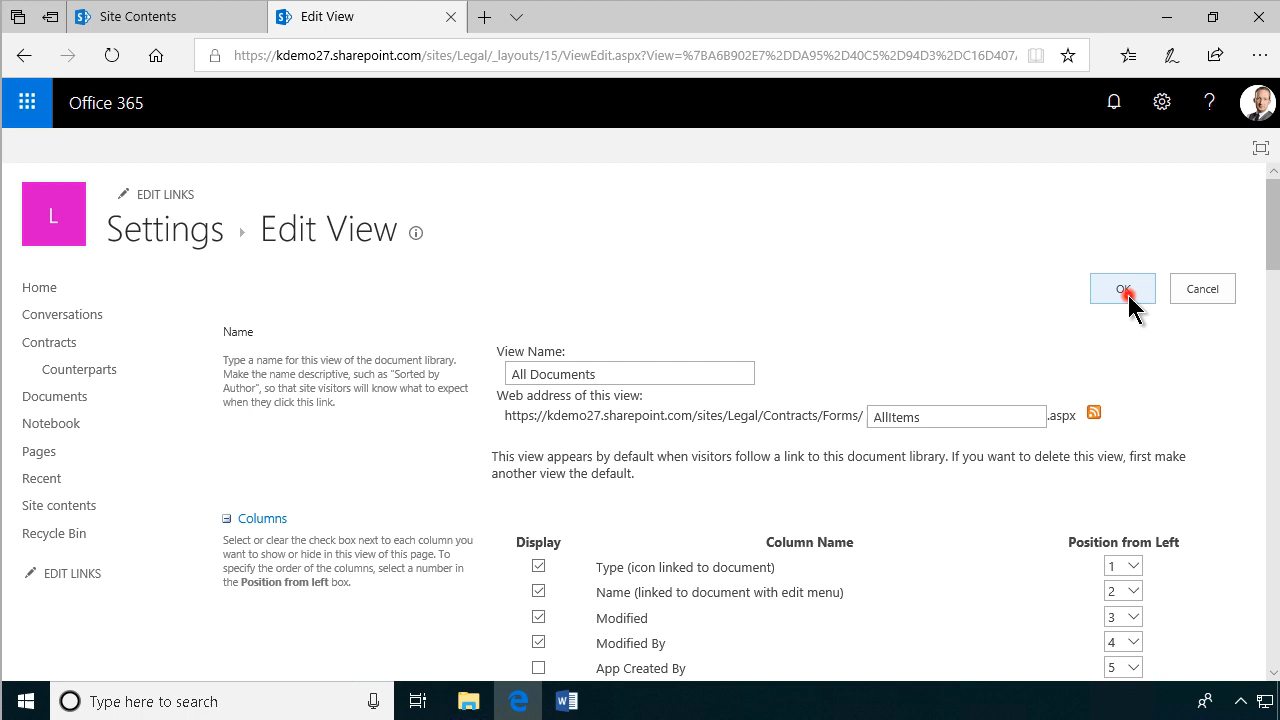 Site Contents
Edit View
https://kdemo27.sharepoint.com/sites/Legal/_layouts/15/ViewEdit.aspx?View=%7BA6B902E7%2DDA95%2D40C5%2D94D3%2DC16D407
Office 365
EDIT LINKS
L
Settings Edit View
Home
Conversations
Contracts
Counterparts
Documents
Notebook
Pages
Recent
Site contents
Recycle Bin
EDIT LINKS
OK Cancel
Name
Type a name for this view of the document library.
Make the name descriptive, such as "Sorted by
Author", so that site visitors will know what to expect
when they click this link.
View Name:
All Documents
Web address of this view:
https://kdemo27.sharepoint.com/sites/Legal/Contracts/Forms/ AllItems .aspx
This view appears by default when visitors follow a link to this document library. If you want to delete this view, first make
another view the default.
Columns
Select or clear the check box next to each column you
want to show or hide in this view of this page. To
specify the order of the columns, select a number in
the Position from left box.
Display Column Name Position from Left
Type (icon linked to document) 1
Name (linked to document with edit menu) 2
Modified 3
Modified By 4
App Created By 5
Type here to search